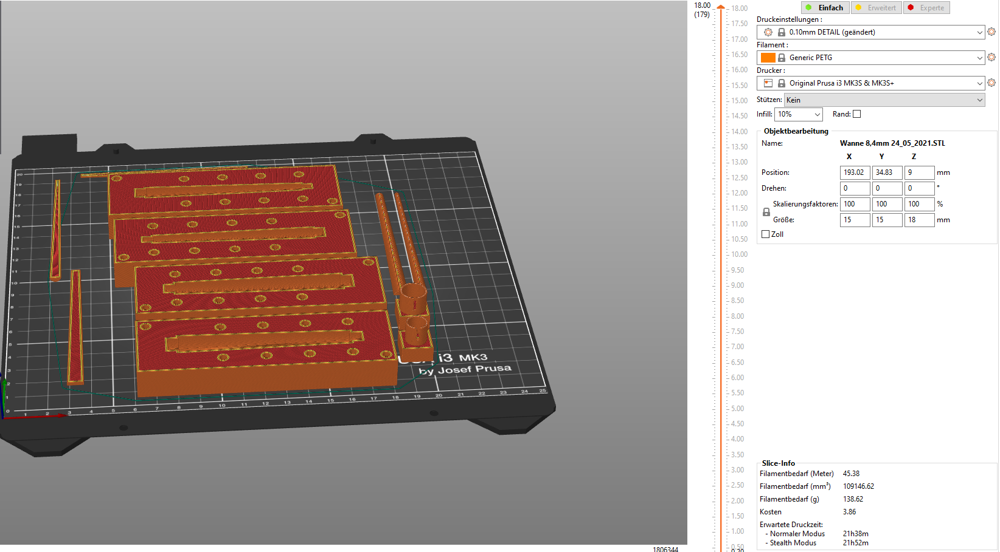 18.00
(179)
18.00
17.50
17.00
16.50
16.00
15.50
15.00
14.50
14.00
13.50
13.00
12.50
12.00
11.50
11.00
10.50
10.00
9.50
9.00
8.50
8.00
7.50
7.00
6.50
6.00
5.50
5.00
4.50
4.00
3.50
3.00
2.50
2.00
1.50
1.00
0.50
0.20
Einfach Erweitert Experte
Druckeinstellungen :
0.10mm DETAIL (geändert)
Filament :
Generic PETG
Drucker :
Original Prusa i3 MK3S & MK3S+
Stützen: Kein
Infill: 10% Rand:
Objektbearbeitung
Name: Wanne 8,4mm 24_05_2021.STL
X Y Z
Position: 193.02 34.83 9 mm
Drehen: 0 0 0 °
Skalierungsfaktoren: 100 100 100 %
Größe: 15 15 18 mm
Zoll
Slice-Info
Filamentbedarf (Meter) 45.38
Filamentbedarf (mm³) 109146.62
Filamentbedarf (g) 138.62
Kosten 3.86
Erwartete Druckzeit:
- Normaler Modus 21h38m
- Stealth Modus 21h52m
i3 MK3
by Josef Prusa
20
19
18
17
16
15
14
13
12
11
10
9
8
7
6
5
4
3
2
1
0
1 2 3 4 5 6 7 8 9 10 11 12 13 14 15 16 17 18 19 20 21 22 23 24 25
1806344